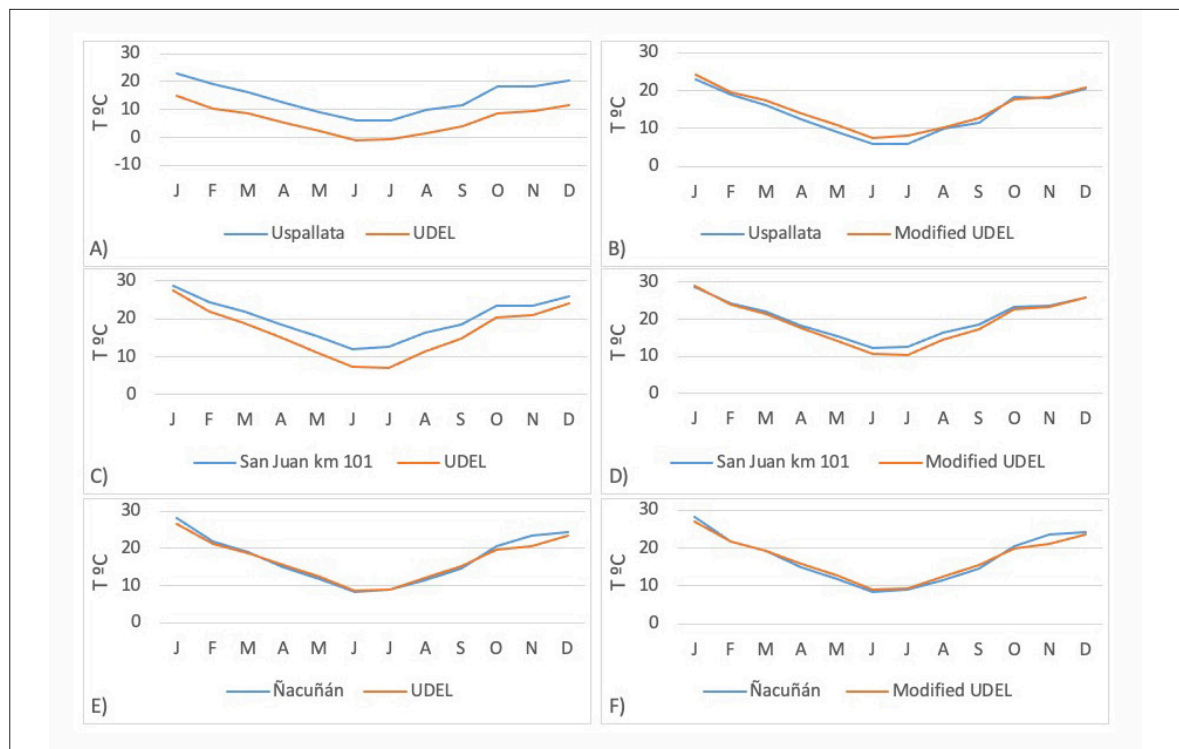 30
20
10
0
-10
T ºC
J F M A M J J A S O N D
Uspallata UDEL
A)
30
20
10
0
T ºC
J F M A M J J A S O N D
Uspallata Modified UDEL
B)
30
20
10
0
T ºC
J F M A M J J A S O N D
San Juan km 101 UDEL
C)
30
20
10
0
T ºC
J F M A M J J A S O N D
San Juan km 101 Modified UDEL
D)
30
20
10
0
T ºC
J F M A M J J A S O N D
Ñacuñán UDEL
E)
30
20
10
0
T ºC
J F M A M J J A S O N D
Ñacuñán Modified UDEL
F)